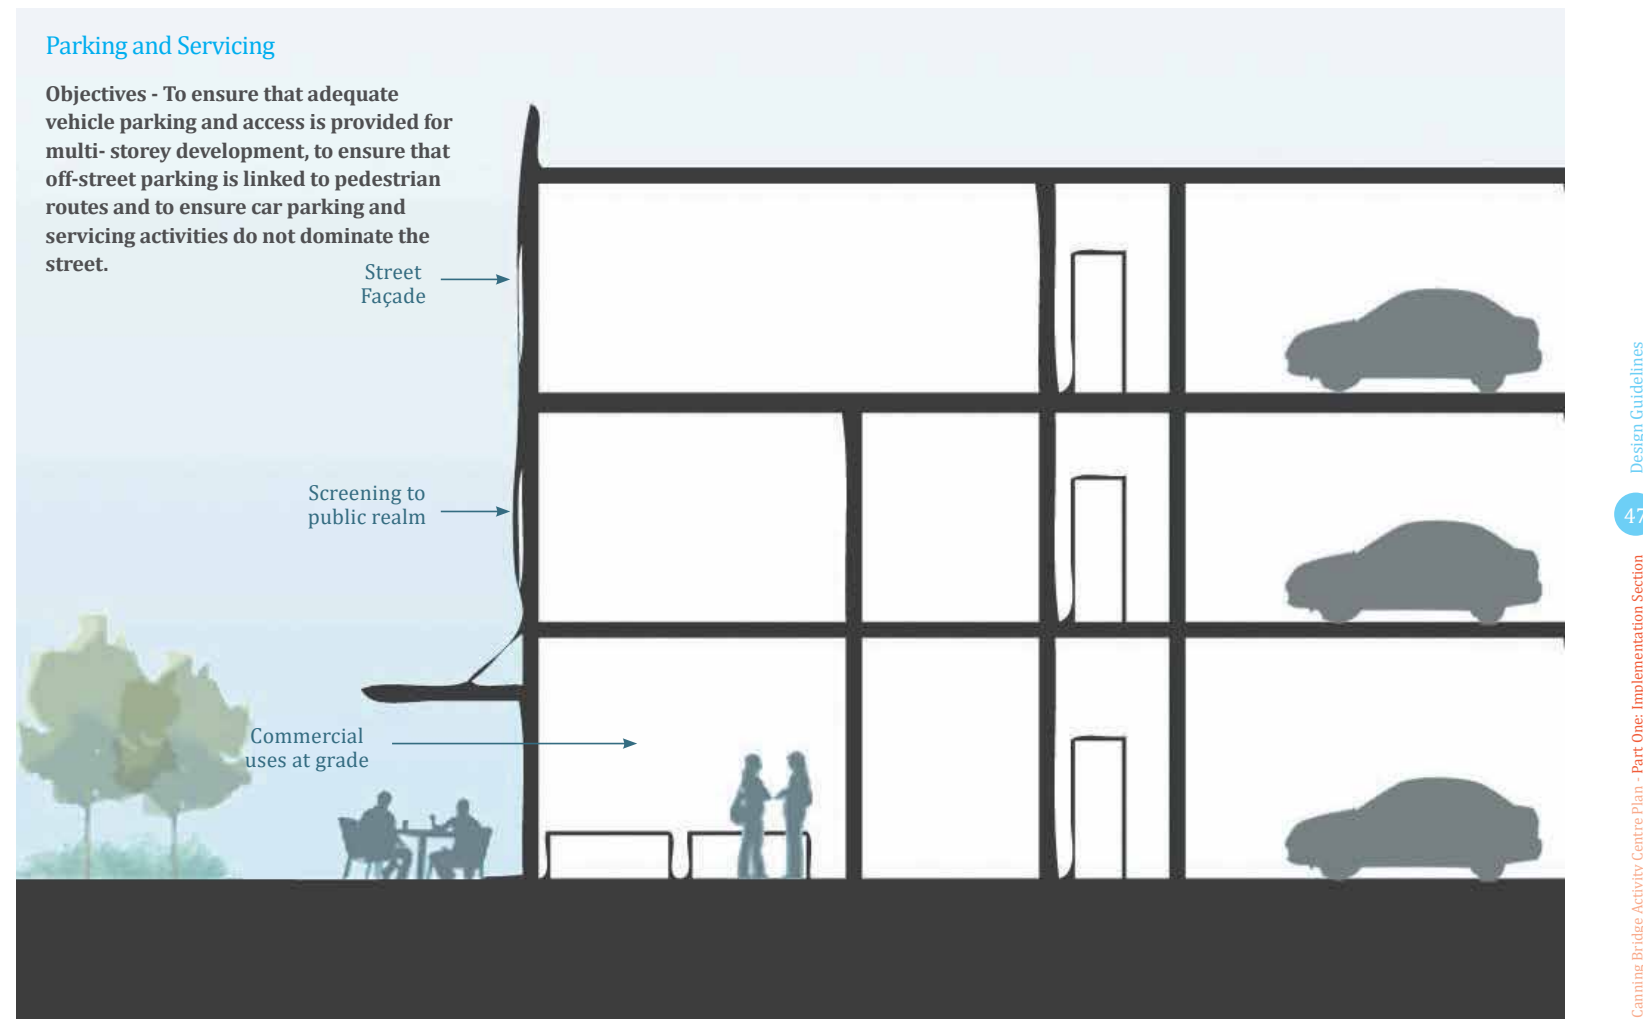 Parking and Servicing
Objectives - To ensure that adequate
vehicle parking and access is provided for
multi- storey development, to ensure that
off-street parking is linked to pedestrian
routes and to ensure car parking and
servicing activities do not dominate the
street.
Street
Façade
Screening to
public realm
Commercial
uses at grade
Design Guidelines
47
Canning Bridge Activity Centre Plan - Part One: Implementation Section